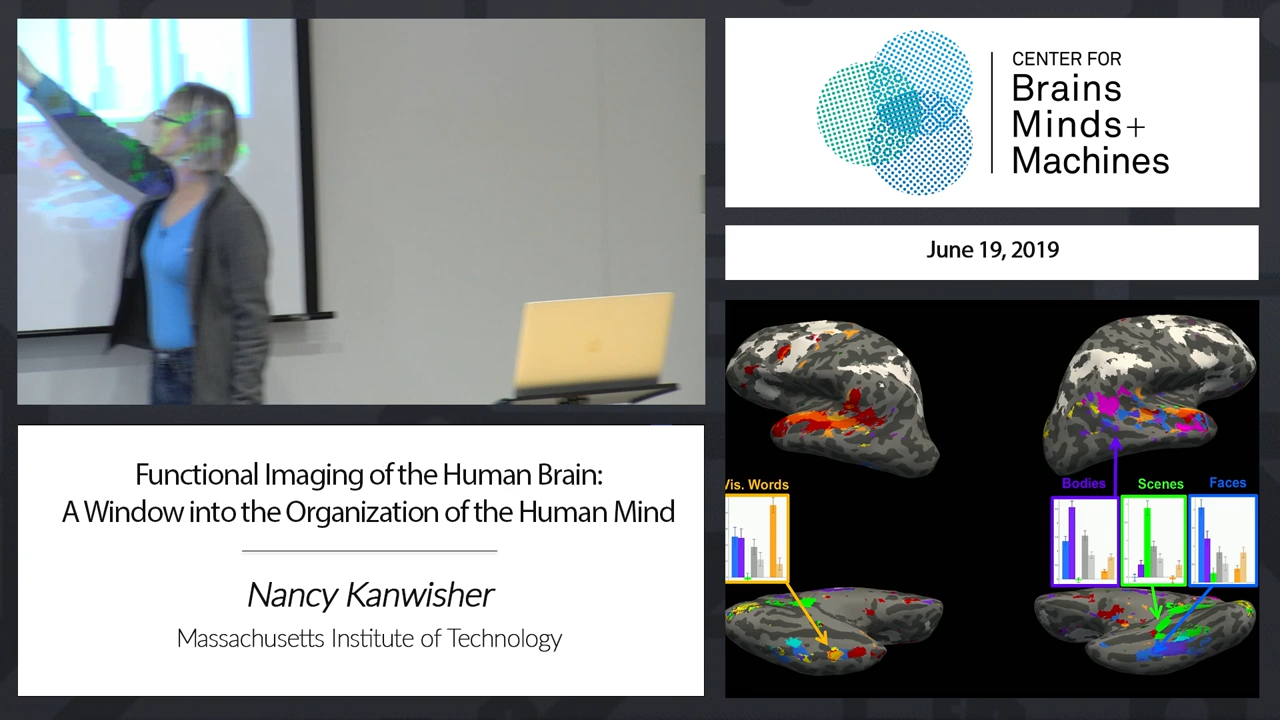 CENTER FOR
Brains
Minds+
Machines
June 19, 2019
Functional Imaging of the Human Brain:
A Window into the Organization of the Human Mind
Nancy Kanwisher
Massachusetts Institute of Technology
Vis. Words
Bodies
Scenes
Faces